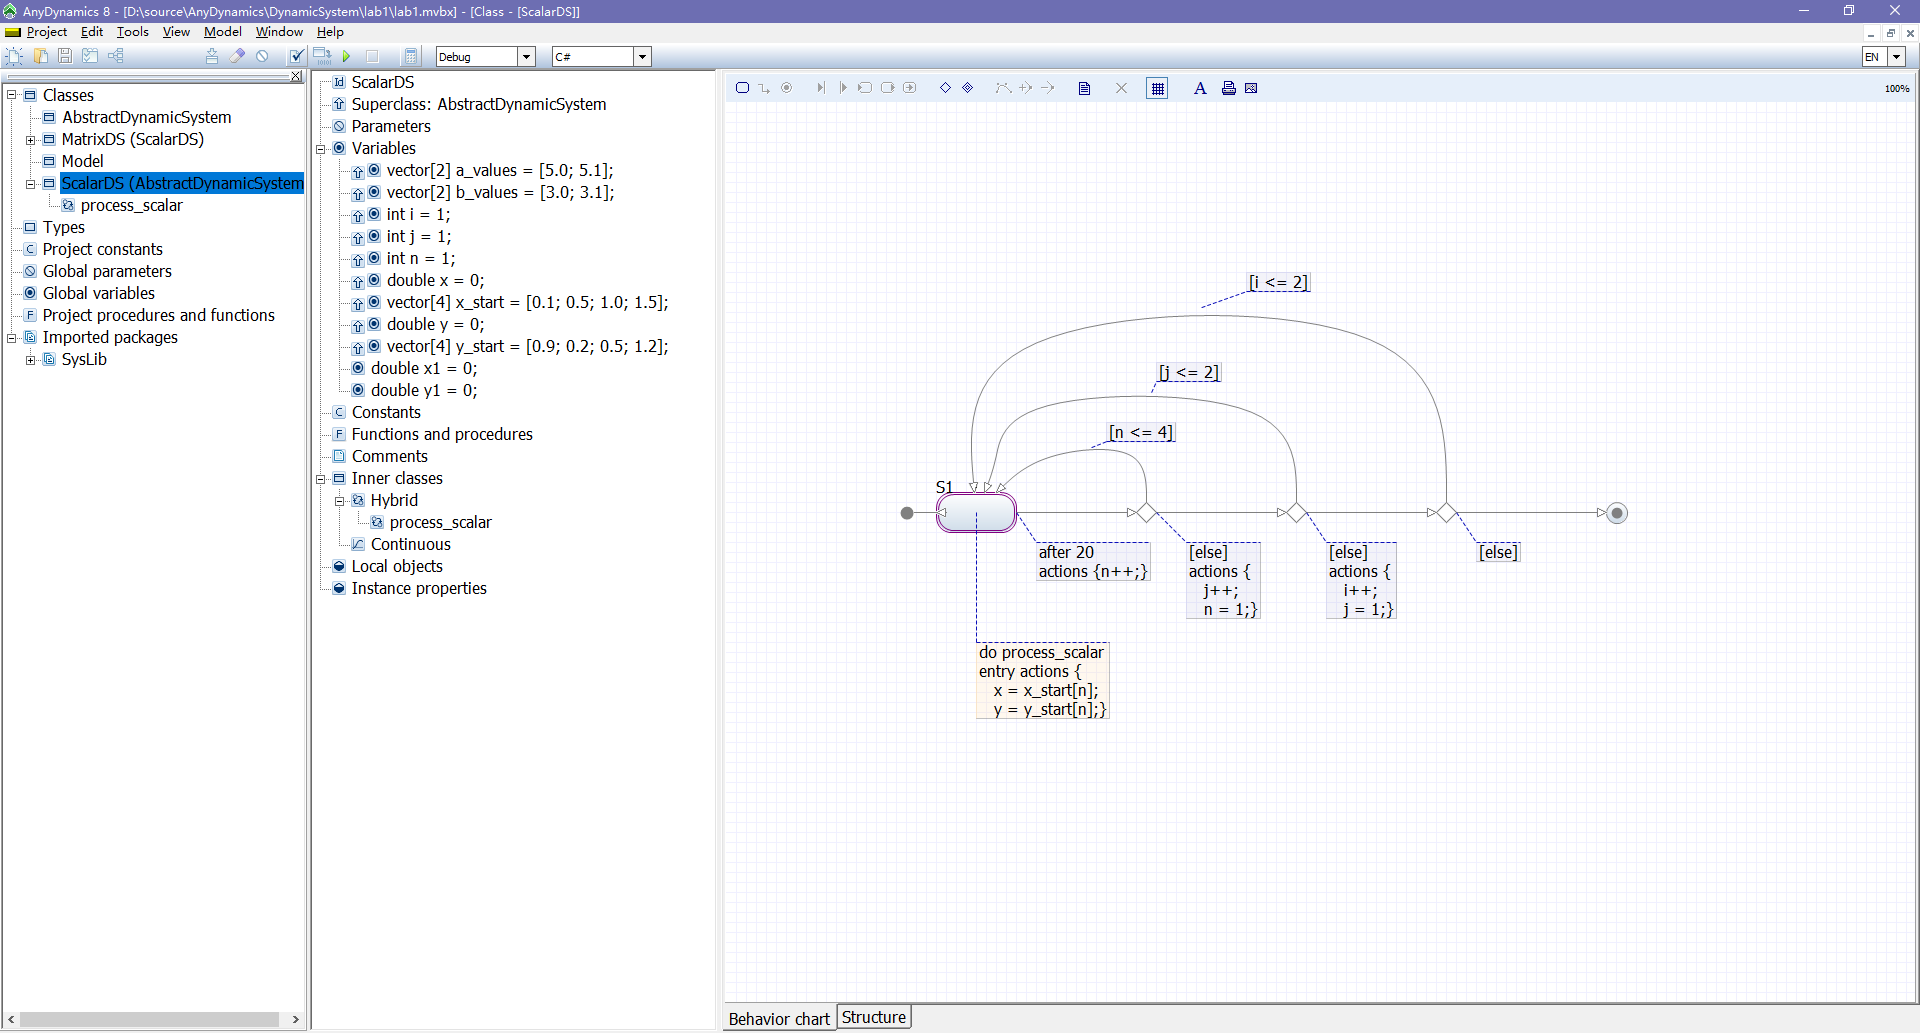 AnyDynamics 8 - [D:\source\AnyDynamics\DynamicSystem\lab1\lab1.mvbx] - [Class - [ScalarDS]]
Project Edit Tools View Model Window Help
Debug C# EN
Classes
AbstractDynamicSystem
MatrixDS (ScalarDS)
Model
ScalarDS (AbstractDynamicSystem
process_scalar
Types
Project constants
Global parameters
Global variables
Project procedures and functions
Imported packages
SysLib
ScalarDS
Superclass: AbstractDynamicSystem
Parameters
Variables
vector[2] a_values = [5.0; 5.1];
vector[2] b_values = [3.0; 3.1];
int i = 1;
int j = 1;
int n = 1;
double x = 0;
vector[4] x_start = [0.1; 0.5; 1.0; 1.5];
double y = 0;
vector[4] y_start = [0.9; 0.2; 0.5; 1.2];
double x1 = 0;
double y1 = 0;
Constants
Functions and procedures
Comments
Inner classes
Hybrid
process_scalar
Continuous
Local objects
Instance properties
100%
[i <= 2]
[j <= 2]
[n <= 4]
S1
after 20
actions {n++;}
[else]
actions {
j++;
n = 1;}
[else]
actions {
i++;
j = 1;}
[else]
do process_scalar
entry actions {
x = x_start[n];
y = y_start[n];}
Behavior chart Structure